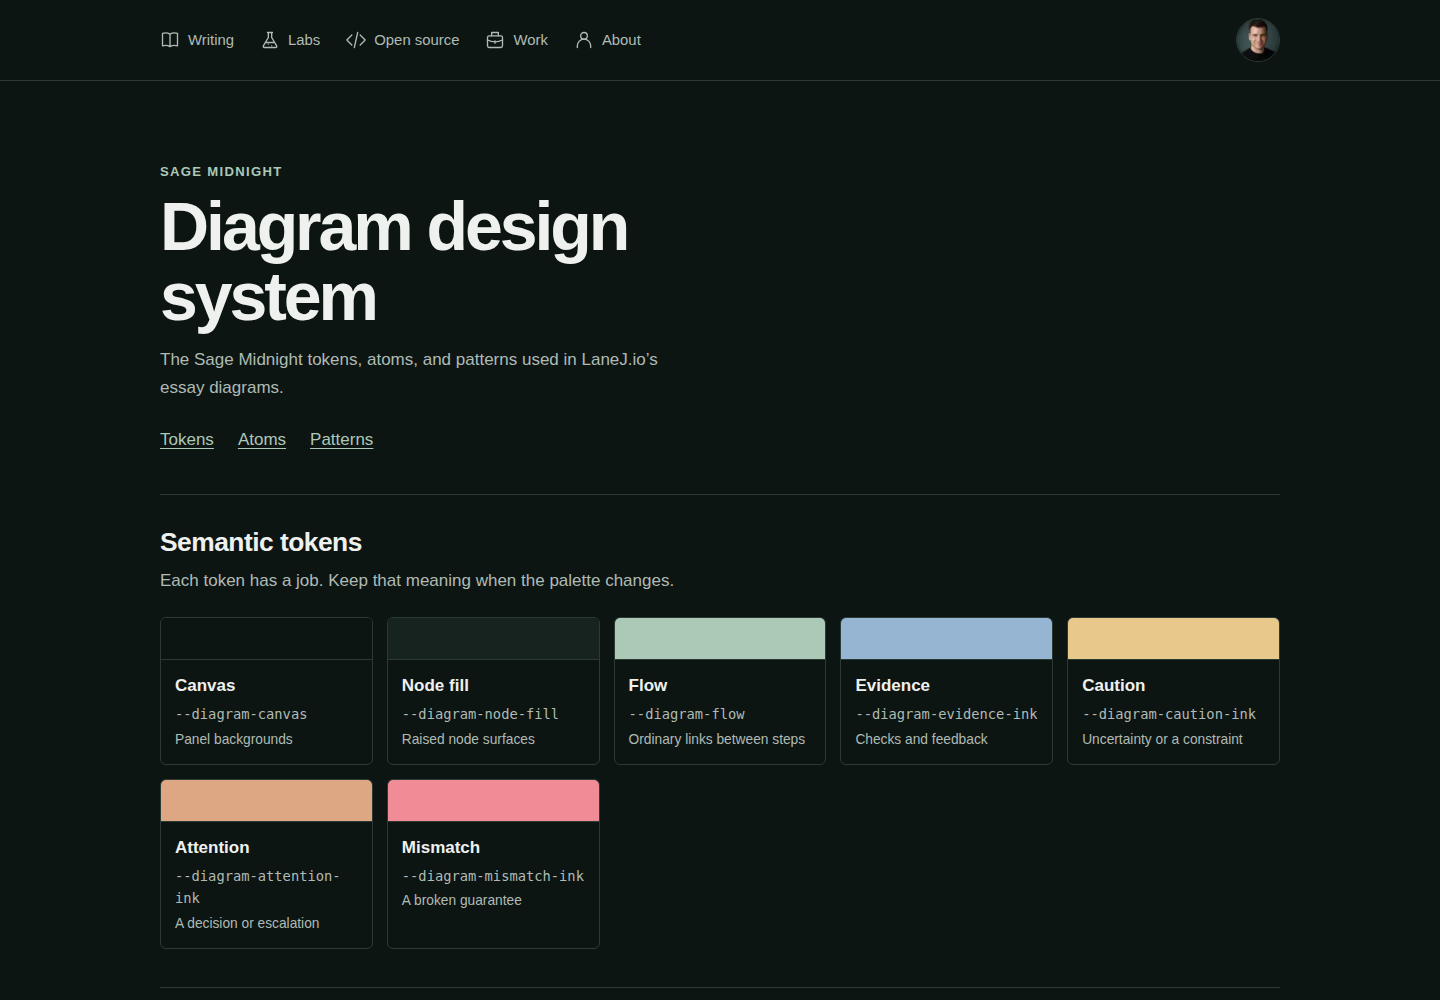 Writing
Labs
Open source
Work
About
SAGE MIDNIGHT
Diagram design
system
The Sage Midnight tokens, atoms, and patterns used in LaneJ.io’s
essay diagrams.
Tokens
Atoms
Patterns
Semantic tokens
Each token has a job. Keep that meaning when the palette changes.
Canvas
--diagram-canvas
Panel backgrounds
Node fill
--diagram-node-fill
Raised node surfaces
Flow
--diagram-flow
Ordinary links between steps
Evidence
--diagram-evidence-ink
Checks and feedback
Caution
--diagram-caution-ink
Uncertainty or a constraint
Attention
--diagram-attention-
ink
A decision or escalation
Mismatch
--diagram-mismatch-ink
A broken guarantee